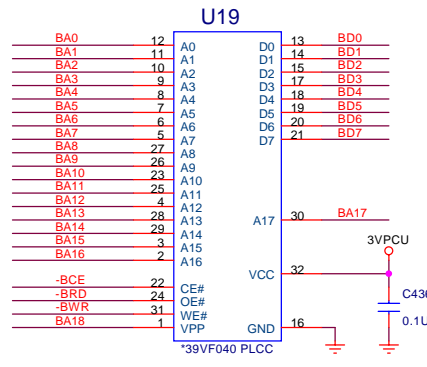 U19
BA0 12 A0 D0 13 BD0
BA1 11 A1 D1 14 BD1
BA2 10 A2 D2 15 BD2
BA3 9 A3 D3 17 BD3
BA4 8 A4 D4 18 BD4
BA5 7 A5 D5 19 BD5
BA6 6 A6 D6 20 BD6
BA7 5 A7 D7 21 BD7
BA8 27 A8
BA9 26 A9
BA10 23 A10
BA11 25 A11
BA12 4 A12
BA13 28 A13 A17 30 BA17
BA14 29 A14
BA15 3 A15
BA16 2 A16
3VPCU
VCC 32
-BCE 22 CE#
-BRD 24 OE#
-BWR 31 WE#
BA18 1 VPP GND 16
C436
0.1U
*39VF040 PLCC